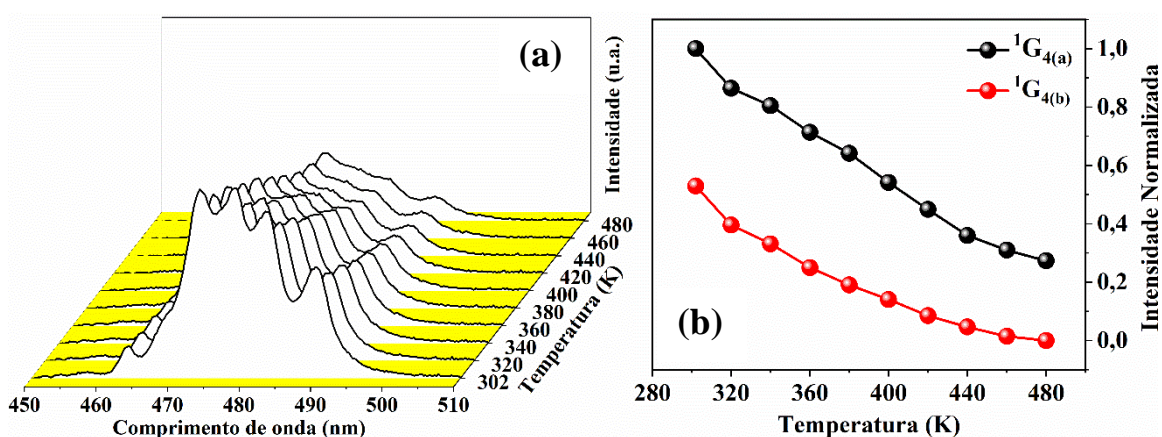 (a)
Intensidade (u.a.)
480
460
440
420
400
380
360
340
320
302
Temperatura (K)
450 460 470 480 490 500 510
Comprimento de onda (nm)
(b)
¹G₄₍ₐ₎
¹G₄(b)
1,0
0,8
0,6
0,4
0,2
0,0
Intensidade Normalizada
280 320 360 400 440 480
Temperatura (K)